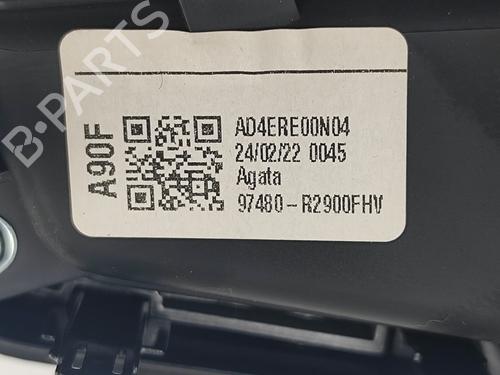 B-PARTS
A90F
AD4ERE00N04
24/02/22 0045
Agata
97480-R2900FHV